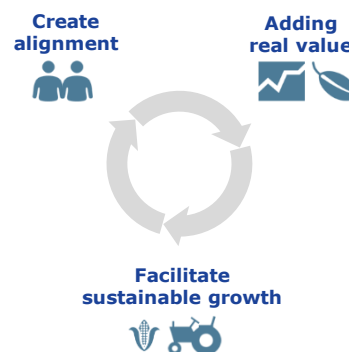 Create
alignment
Adding
real value
Facilitate
sustainable growth